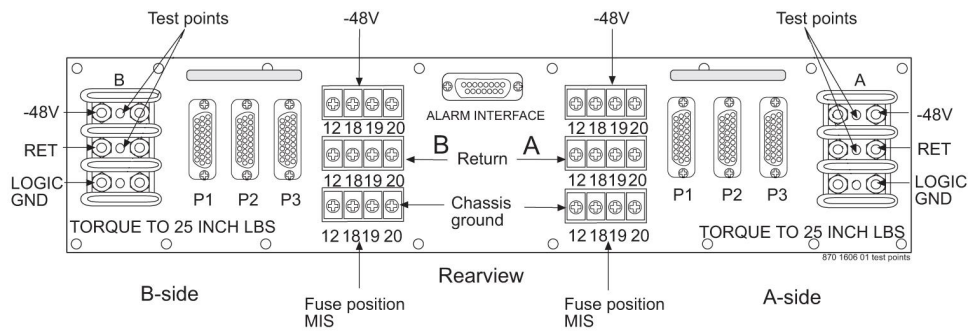 Test points -48V -48V Test points
B A
-48V -48V
ALARM INTERFACE
12 18 19 20 12 18 19 20
RET B Return A RET
LOGIC GND LOGIC GND
P1 P2 P3 P1 P2 P3
12 18 19 20 12 18 19 20
Chassis ground
TORQUE TO 25 INCH LBS TORQUE TO 25 INCH LBS
12 18 19 20 12 18 19 20
870 1606 01 test points
Rearview
B-side A-side
Fuse position MIS Fuse position MIS